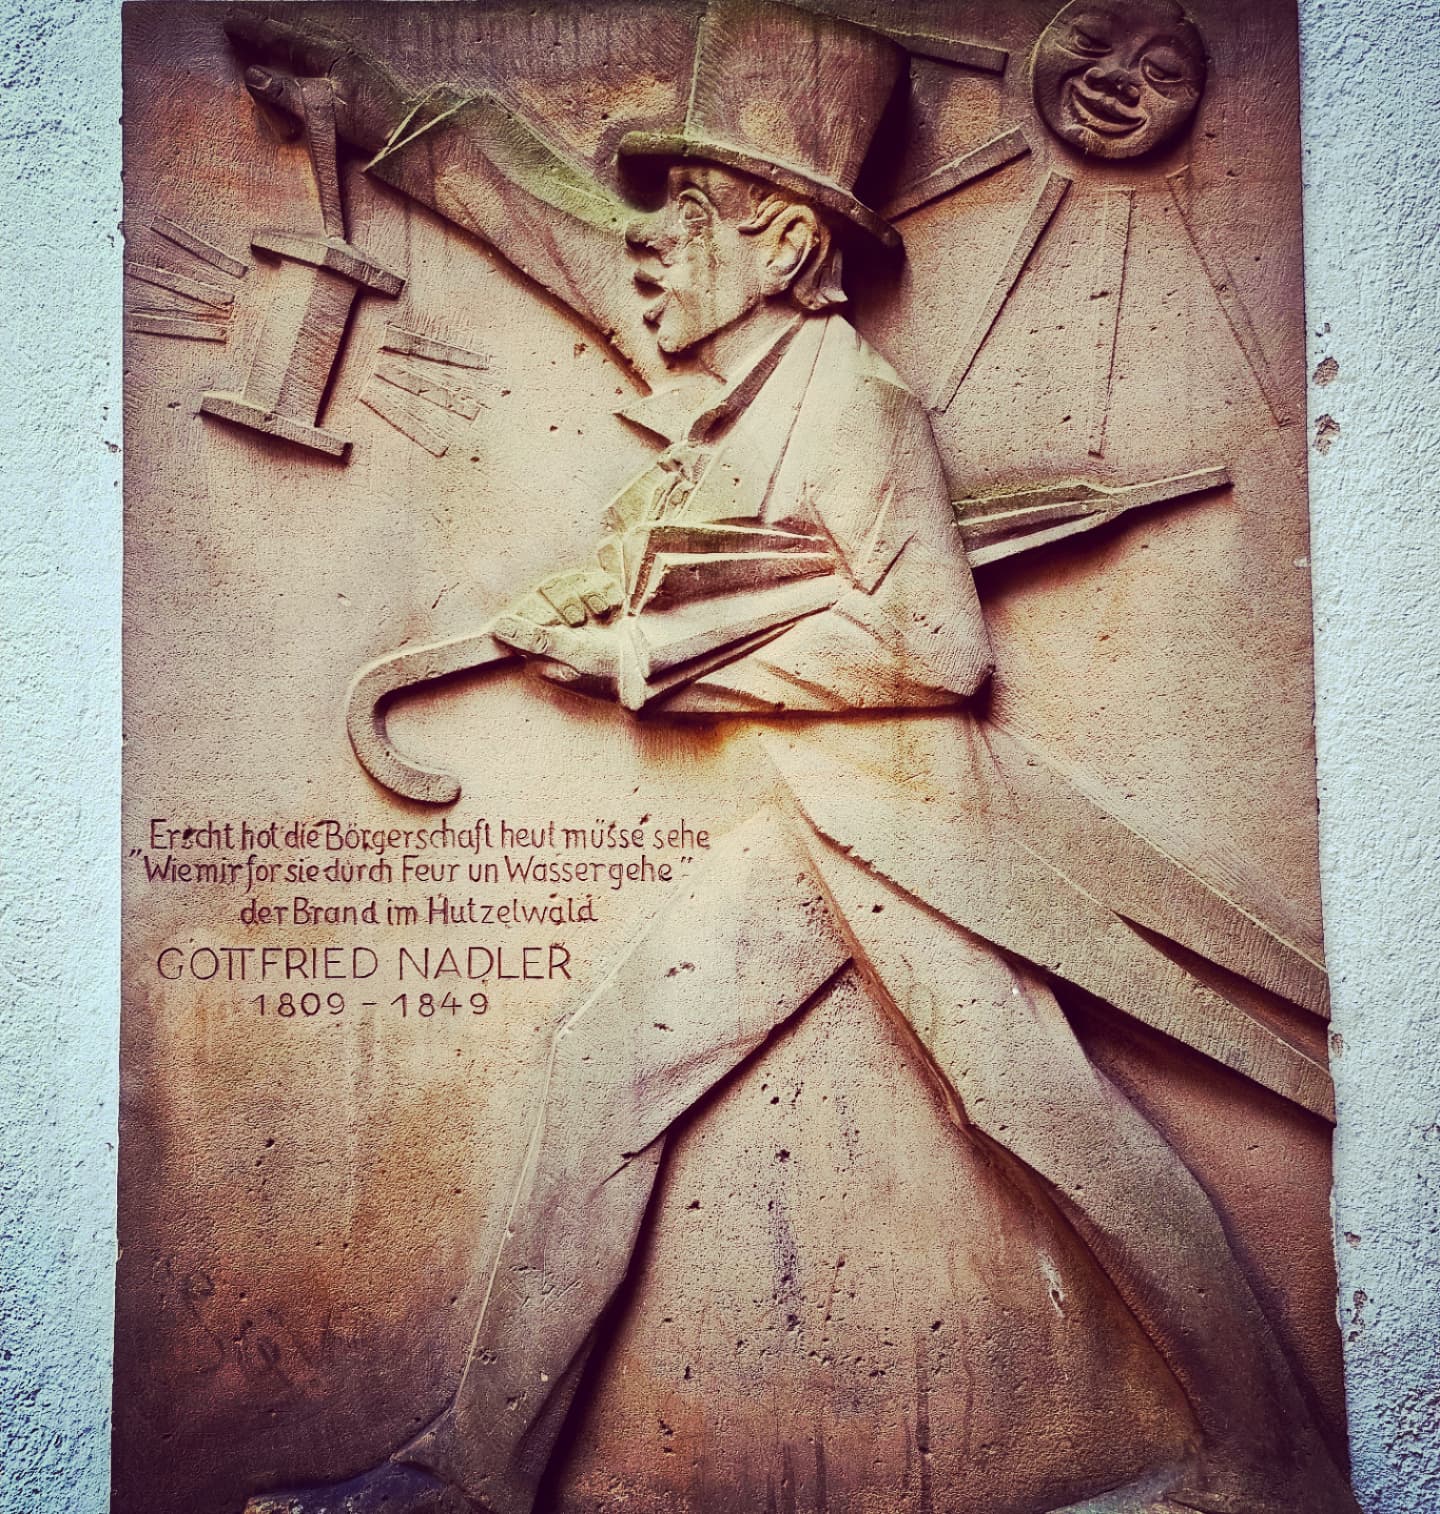 Erscht hot die Börgerschaft heut müsse sehe
„Wie mir for sie durch Feur un Wasser gehe"
der Brand im Hutzelwald
GOTTFRIED NADLER
1809 - 1849